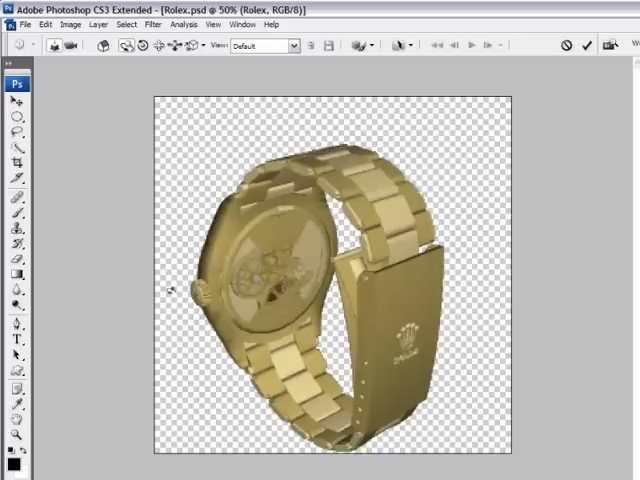 Adobe Photoshop CS3 Extended - [Rolex.psd @ 50% (Rolex, RGB/8)]
File Edit Image Layer Select Filter Analysis View Window Help
View: Default
Ps